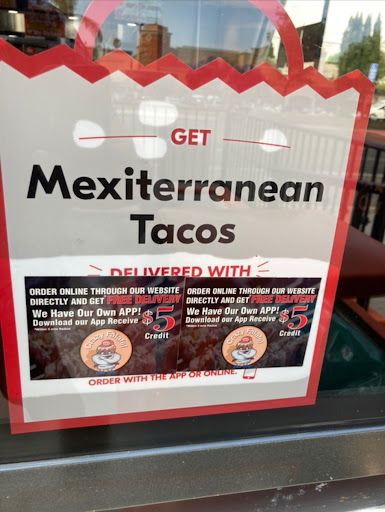 GET
Mexiterranean
Tacos
DELIVERED WITH
ORDER ONLINE THROUGH OUR WEBSITE
DIRECTLY AND GET FREE DELIVERY
We Have Our Own APP!
Download our App Receive $5
Credit
ORDER ONLINE THROUGH OUR WEBSITE
DIRECTLY AND GET FREE DELIVERY
We Have Our Own APP!
Download our App Receive $5
Credit
ORDER WITH THE APP OR ONLINE.